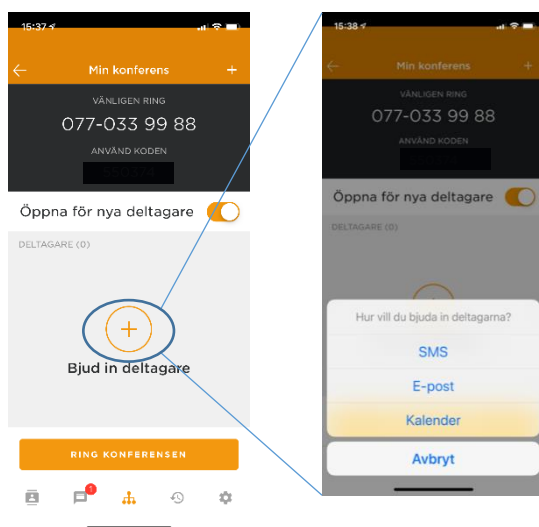 15:37
Min konferens
VÄNLIGEN RING
077-033 99 88
ANVÄND KODEN
Öppna för nya deltagare
DELTAGARE (0)
Bjud in deltagare
RING KONFERENSEN
1
15:38
Min konferens
VÄNLIGEN RING
077-033 99 88
ANVÄND KODEN
Öppna för nya deltagare
DELTAGARE (0)
Hur vill du bjuda in deltagarna?
SMS
E-post
Kalender
Avbryt